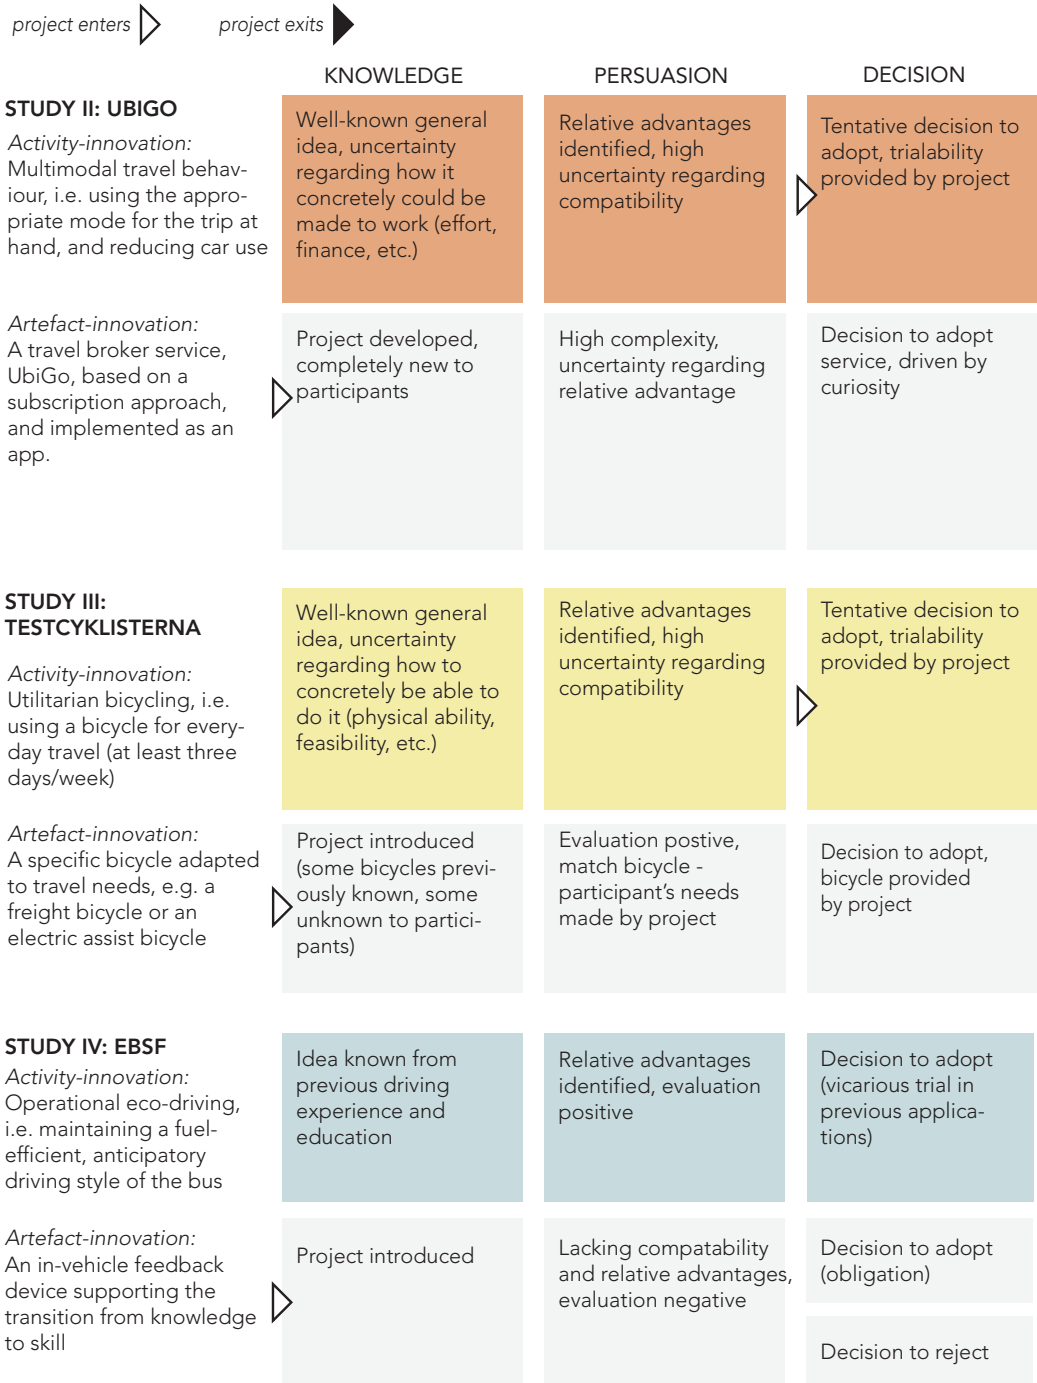 project enters
project exits
KNOWLEDGE
PERSUASION
DECISION
STUDY II: UBIGO
Activity-innovation:
Multimodal travel behav-
iour, i.e. using the appro-
priate mode for the trip at
hand, and reducing car use
Well-known general
idea, uncertainty
regarding how it
concretely could be
made to work (effort,
finance, etc.)
Relative advantages
identified, high
uncertainty regarding
compatibility
Tentative decision to
adopt, trialability
provided by project
Artefact-innovation:
A travel broker service,
UbiGo, based on a
subscription approach,
and implemented as an
app.
Project developed,
completely new to
participants
High complexity,
uncertainty regarding
relative advantage
Decision to adopt
service, driven by
curiosity
STUDY III:
TESTCYKLISTERNA
Activity-innovation:
Utilitarian bicycling, i.e.
using a bicycle for every-
day travel (at least three
days/week)
Well-known general
idea, uncertainty
regarding how to
concretely be able to
do it (physical ability,
feasibility, etc.)
Relative advantages
identified, high
uncertainty regarding
compatibility
Tentative decision to
adopt, trialability
provided by project
Artefact-innovation:
A specific bicycle adapted
to travel needs, e.g. a
freight bicycle or an
electric assist bicycle
Project introduced
(some bicycles previ-
ously known, some
unknown to partici-
pants)
Evaluation postive,
match bicycle -
participant's needs
made by project
Decision to adopt,
bicycle provided
by project
STUDY IV: EBSF
Activity-innovation:
Operational eco-driving,
i.e. maintaining a fuel-
efficient, anticipatory
driving style of the bus
Idea known from
previous driving
experience and
education
Relative advantages
identified, evaluation
positive
Decision to adopt
(vicarious trial in
previous applica-
tions)
Artefact-innovation:
An in-vehicle feedback
device supporting the
transition from knowledge
to skill
Project introduced
Lacking compatability
and relative advantages,
evaluation negative
Decision to adopt
(obligation)
Decision to reject